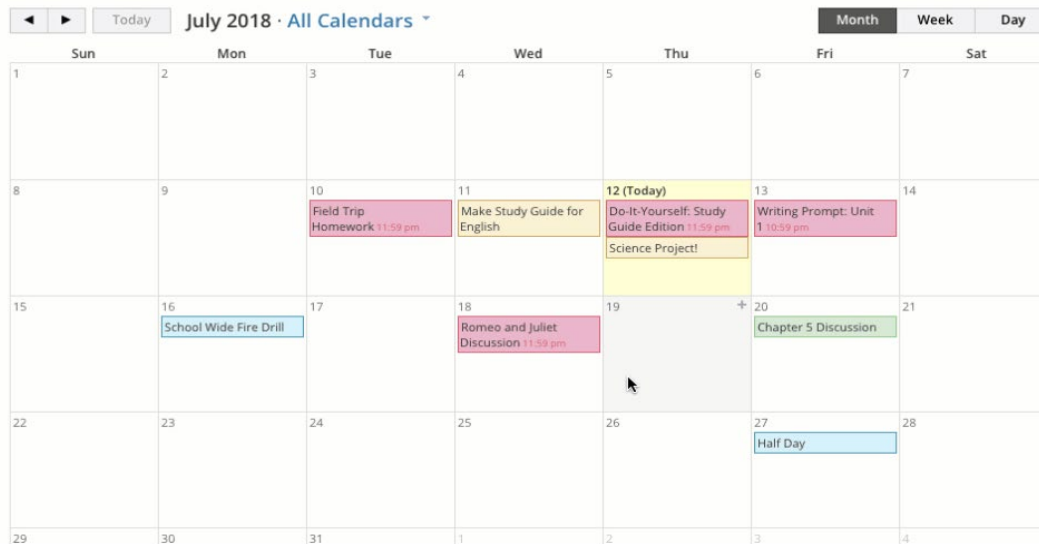 ◄ ► Today July 2018 · All Calendars Month Week Day
Sun Mon Tue Wed Thu Fri Sat
1 2 3 4 5 6 7
8 9 10 11 12 (Today) 13 14
Field Trip
Homework 11:59 pm
Make Study Guide for
English
Do-It-Yourself: Study
Guide Edition 11:59 pm
Science Project!
Writing Prompt: Unit
1 10:59 pm
15 16 17 18 19 + 20 21
School Wide Fire Drill
Romeo and Juliet
Discussion 11:59 pm
Chapter 5 Discussion
22 23 24 25 26 27 28
Half Day
29 30 31 1 2 3 4